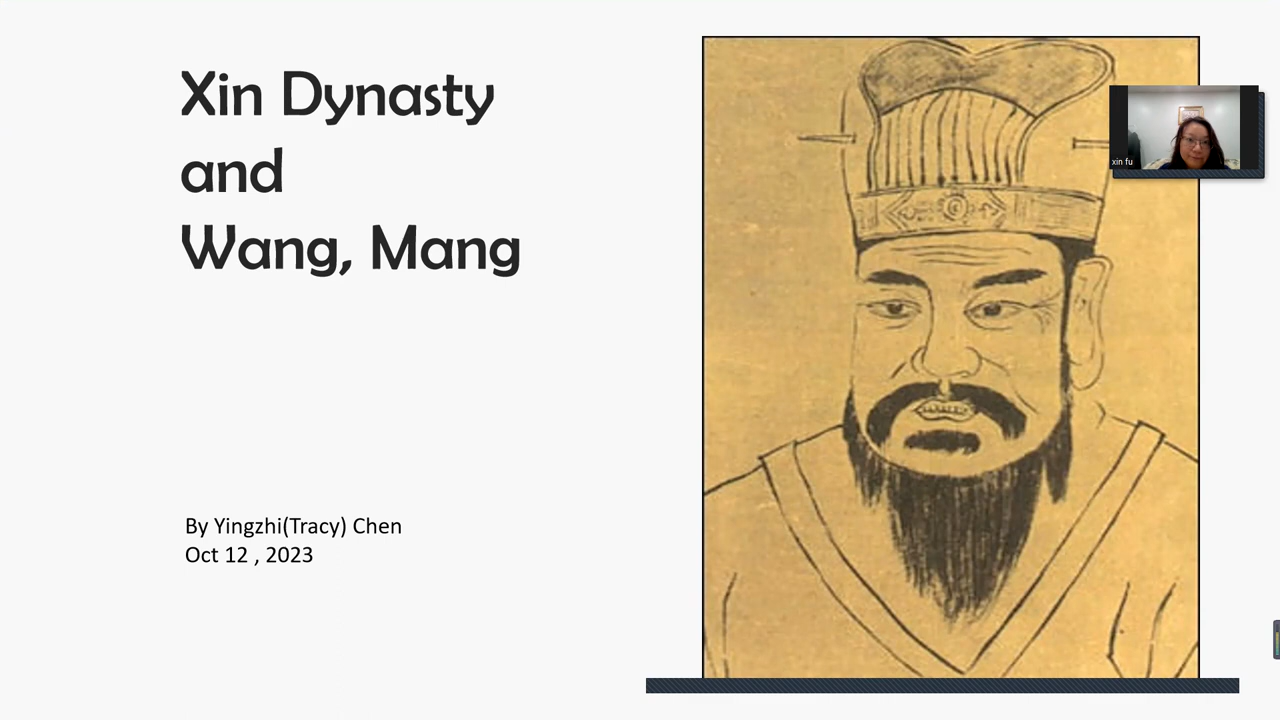 Xin Dynasty
and
Wang, Mang
By Yingzhi(Tracy) Chen
Oct 12 , 2023
xin fu